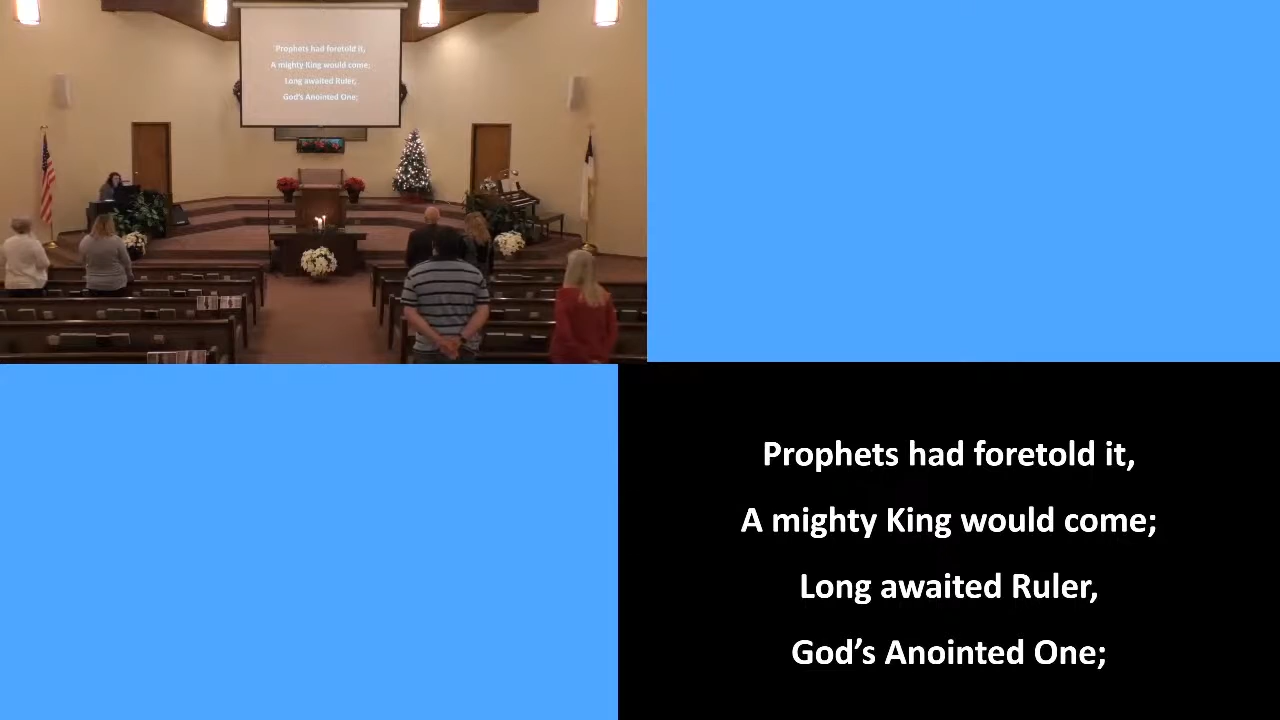 Prophets had foretold it,
A mighty King would come;
Long awaited Ruler,
God's Anointed One;
Prophets had foretold it,
A mighty King would come;
Long awaited Ruler,
God’s Anointed One;